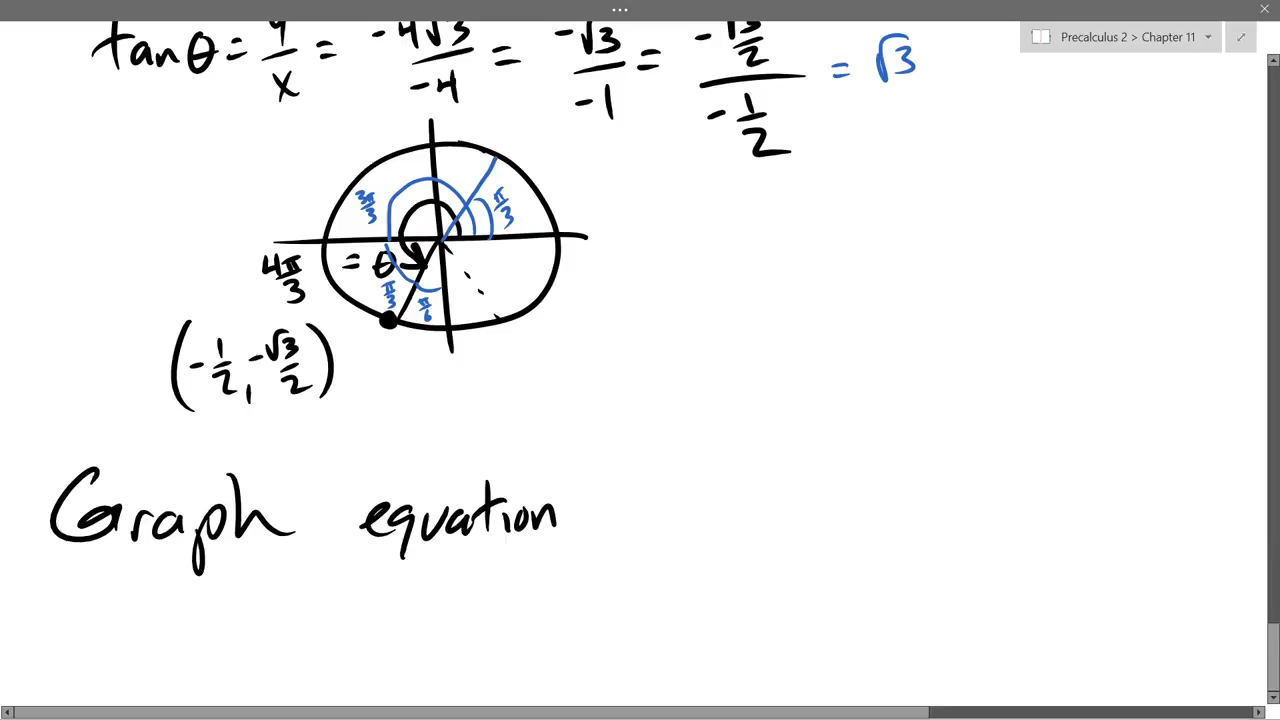 Precalculus 2 > Chapter 11
tan θ = y/x = -4√3/-4 = -√3/-1 = (-√3/2)/(-1/2) = √3
3π/3
π/3
4π/3 = θ
π/3
π/6
(-1/2, -√3/2)
Graph equation